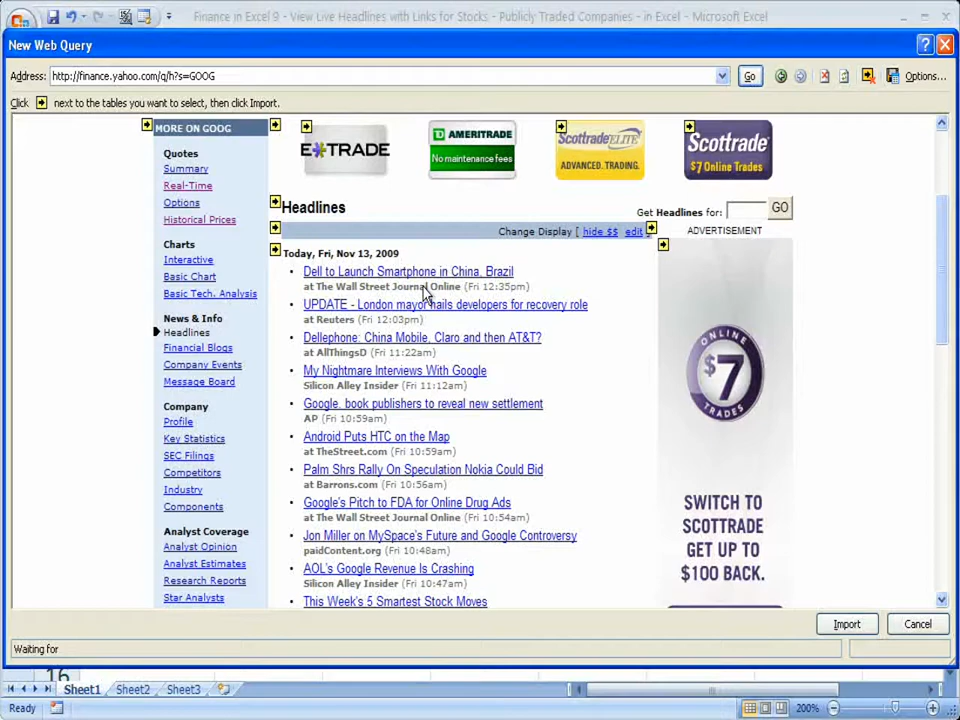 Finance in Excel 9 - View Live Headlines with Links for Stocks - Publicly Traded Companies - in Excel - Microsoft Excel
New Web Query
Address: http://finance.yahoo.com/q/h?s=GOOG Go Options...
Click next to the tables you want to select, then click Import.
MORE ON GOOG
Quotes
Summary
Real-Time
Options
Historical Prices
Charts
Interactive
Basic Chart
Basic Tech. Analysis
News & Info
Headlines
Financial Blogs
Company Events
Message Board
Company
Profile
Key Statistics
SEC Filings
Competitors
Industry
Components
Analyst Coverage
Analyst Opinion
Analyst Estimates
Research Reports
Star Analysts
E*TRADE
AMERITRADE
No maintenance fees
Scottrade ELITE
ADVANCED. TRADING.
Scottrade
$7 Online Trades
Headlines
Get Headlines for: GO
Change Display [ hide $$ edit ]
Today, Fri, Nov 13, 2009
• Dell to Launch Smartphone in China, Brazil
at The Wall Street Journal Online (Fri 12:35pm)
• UPDATE - London mayor hails developers for recovery role
at Reuters (Fri 12:03pm)
• Dellephone: China Mobile, Claro and then AT&T?
at AllThingsD (Fri 11:22am)
• My Nightmare Interviews With Google
Silicon Alley Insider (Fri 11:12am)
• Google, book publishers to reveal new settlement
AP (Fri 10:59am)
• Android Puts HTC on the Map
at TheStreet.com (Fri 10:59am)
• Palm Shrs Rally On Speculation Nokia Could Bid
at Barrons.com (Fri 10:56am)
• Google's Pitch to FDA for Online Drug Ads
at The Wall Street Journal Online (Fri 10:54am)
• Jon Miller on MySpace's Future and Google Controversy
paidContent.org (Fri 10:48am)
• AOL's Google Revenue Is Crashing
Silicon Alley Insider (Fri 10:47am)
• This Week's 5 Smartest Stock Moves
ADVERTISEMENT
ONLINE
$7
TRADES
SWITCH TO
SCOTTRADE
GET UP TO
$100 BACK.
Import Cancel
Waiting for
16
Sheet1 Sheet2 Sheet3
Ready 200%